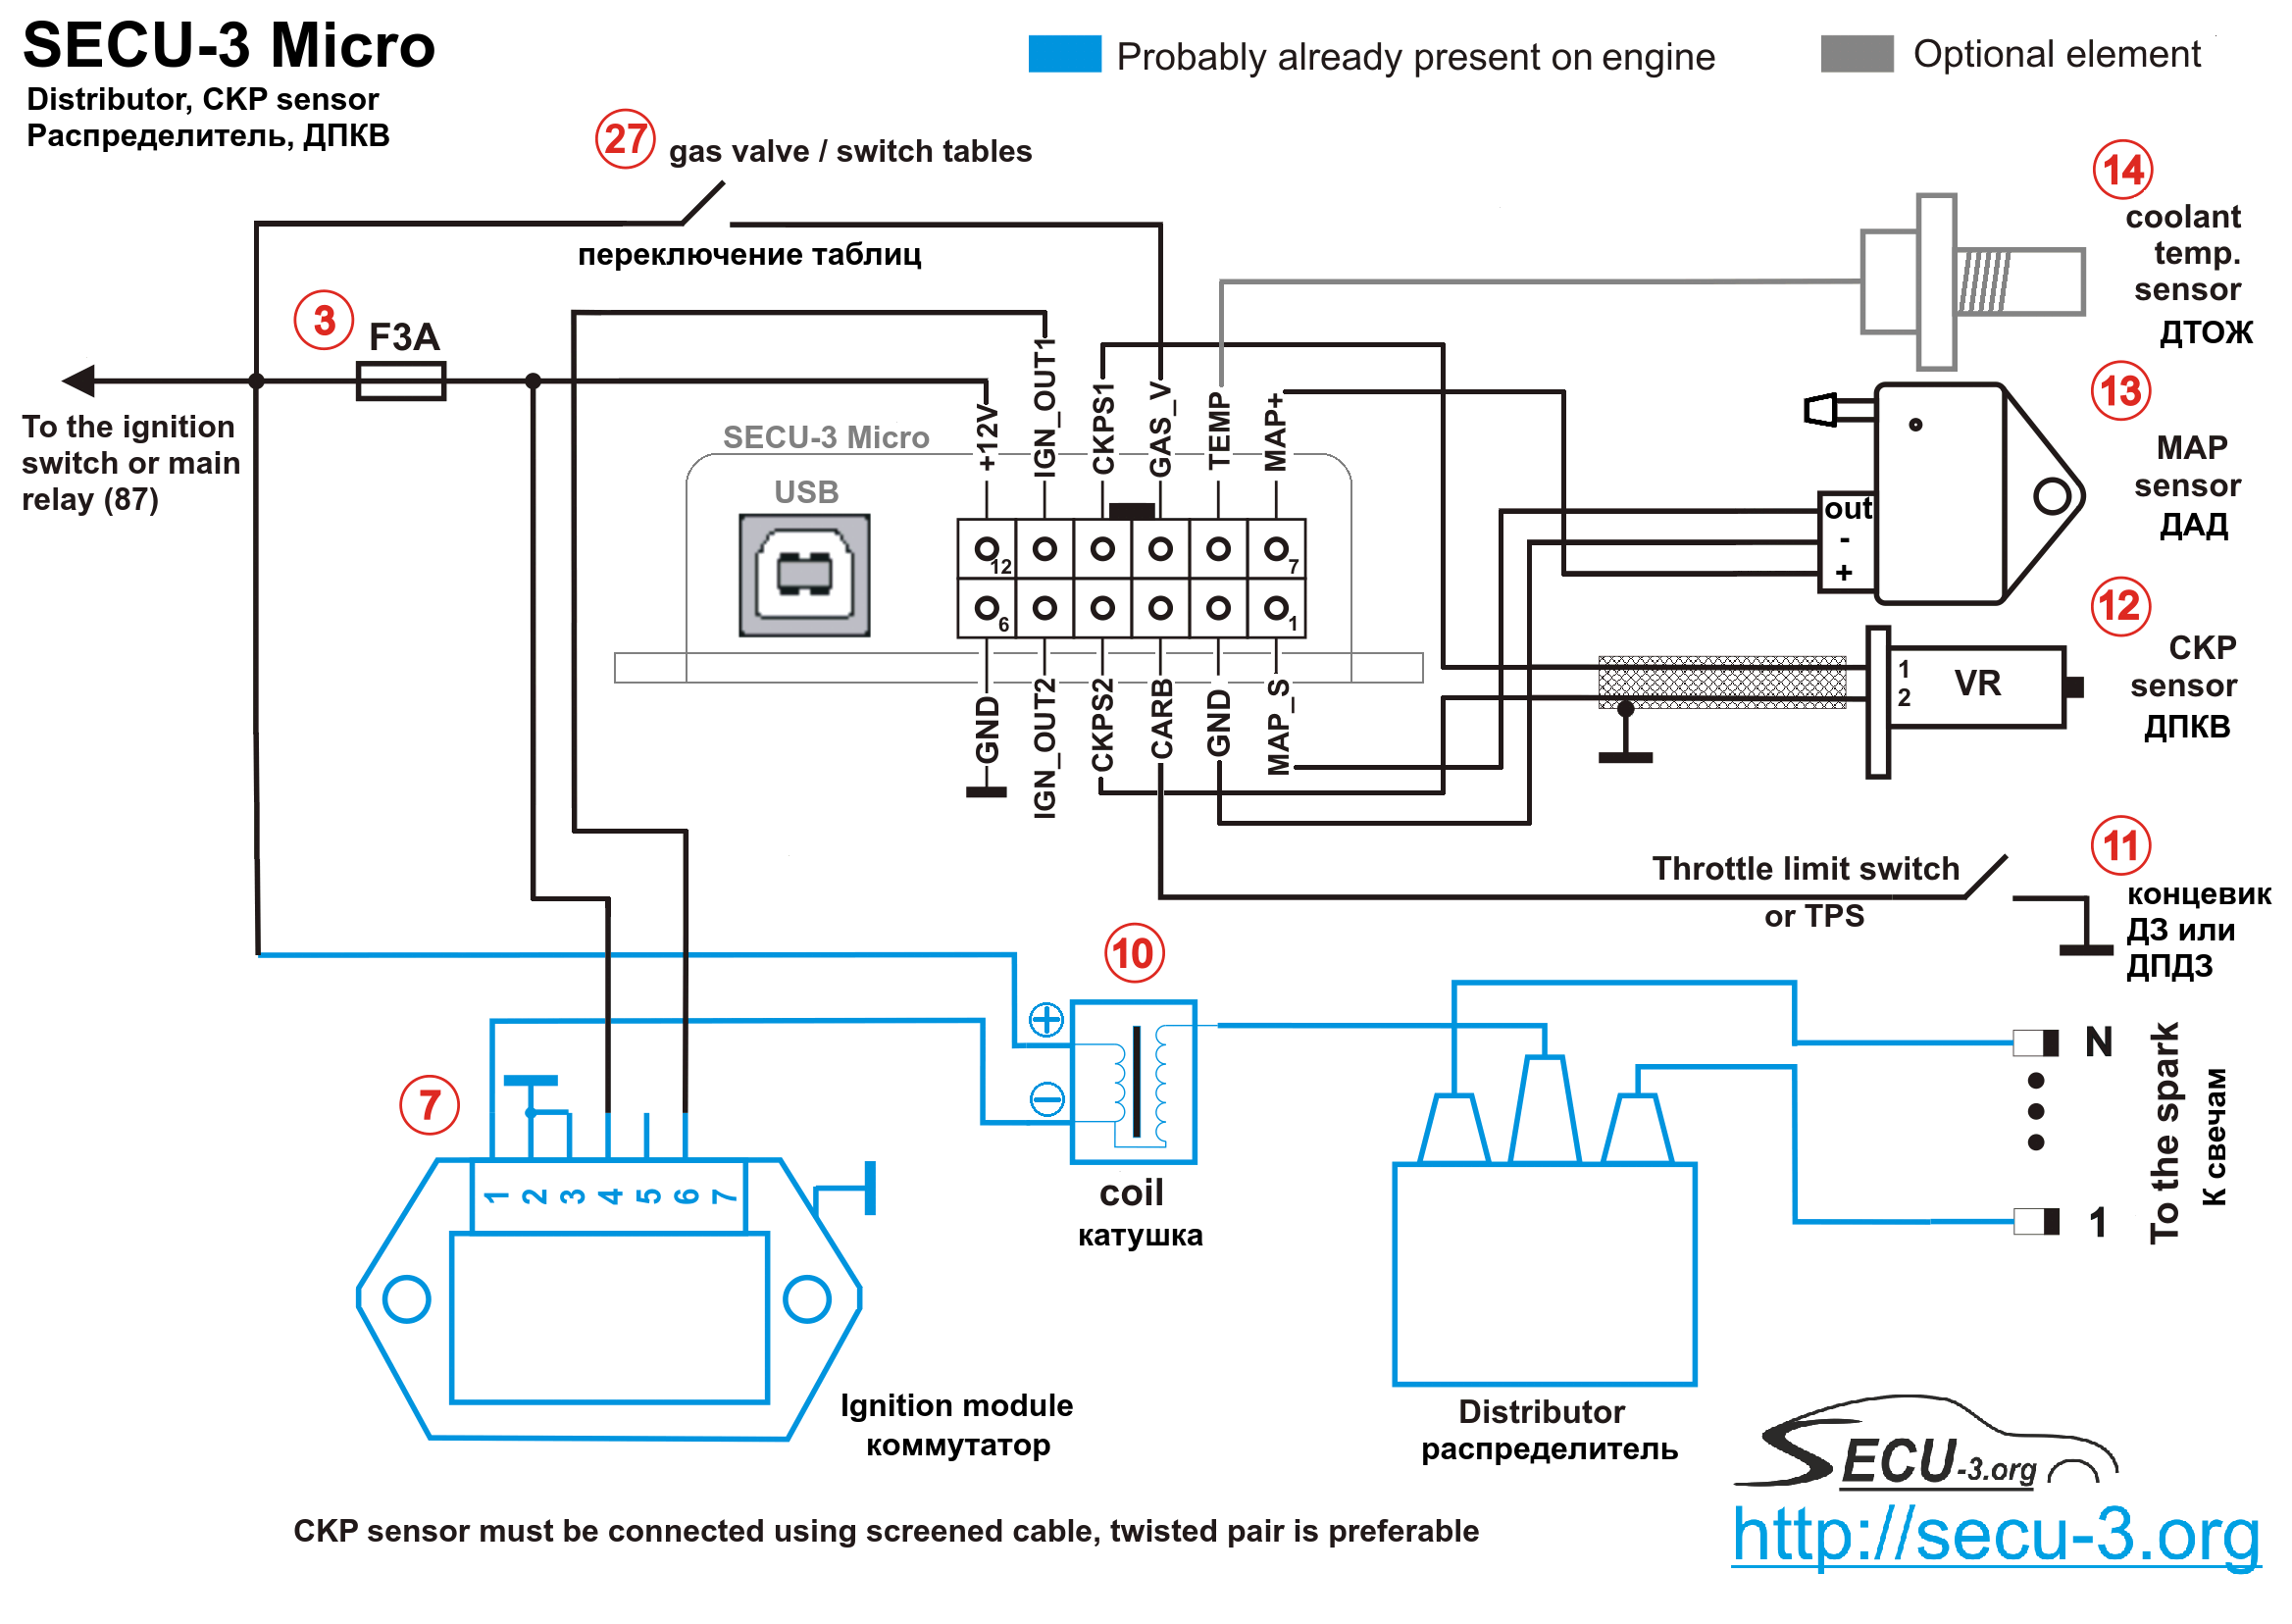 SECU-3 Micro
Distributor, CKP sensor
Распределитель, ДПКВ
Probably already present on engine
Optional element
27
gas valve / switch tables
переключение таблиц
3
F3A
To the ignition
switch or main
relay (87)
14
coolant
temp.
sensor
ДТОЖ
13
MAP
sensor
ДАД
out
-
+
12
CKP
sensor
ДПКВ
1
2
VR
SECU-3 Micro
USB
+12V
IGN_OUT1
CKPS1
GAS_V
TEMP
MAP+
12
7
6
1
GND
IGN_OUT2
CKPS2
CARB
GND
MAP_S
11
Throttle limit switch
or TPS
концевик
ДЗ или
ДПДЗ
10
+
−
coil
катушка
7
1
2
3
4
5
6
7
Ignition module
коммутатор
Distributor
распределитель
N
1
To the spark
К свечам
CKP sensor must be connected using screened cable, twisted pair is preferable
SECU-3.org
http://secu-3.org